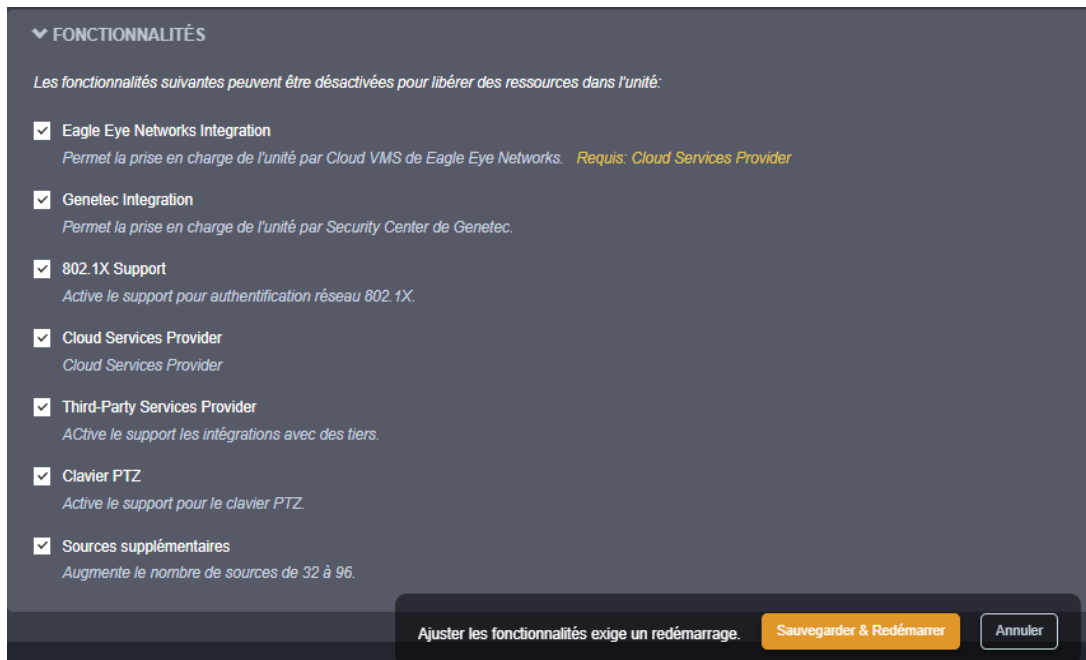 FONCTIONNALITÉS
Les fonctionnalités suivantes peuvent être désactivées pour libérer des ressources dans l'unité:
Eagle Eye Networks Integration
Permet la prise en charge de l'unité par Cloud VMS de Eagle Eye Networks. Requis: Cloud Services Provider
Genetec Integration
Permet la prise en charge de l'unité par Security Center de Genetec.
802.1X Support
Active le support pour authentification réseau 802.1X.
Cloud Services Provider
Cloud Services Provider
Third-Party Services Provider
ACtive le support les intégrations avec des tiers.
Clavier PTZ
Active le support pour le clavier PTZ.
Sources supplémentaires
Augmente le nombre de sources de 32 à 96.
Ajuster les fonctionnalités exige un redémarrage. Sauvegarder & Redémarrer Annuler